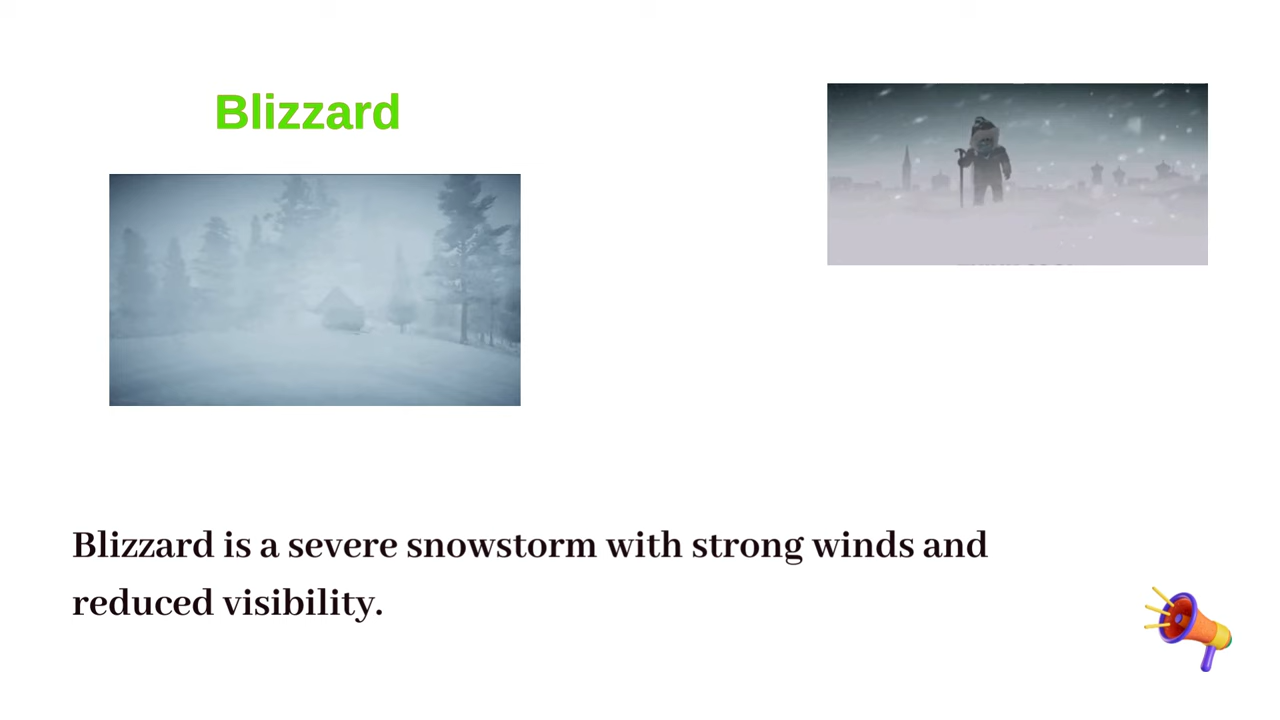 Blizzard
Blizzard is a severe snowstorm with strong winds and
reduced visibility.